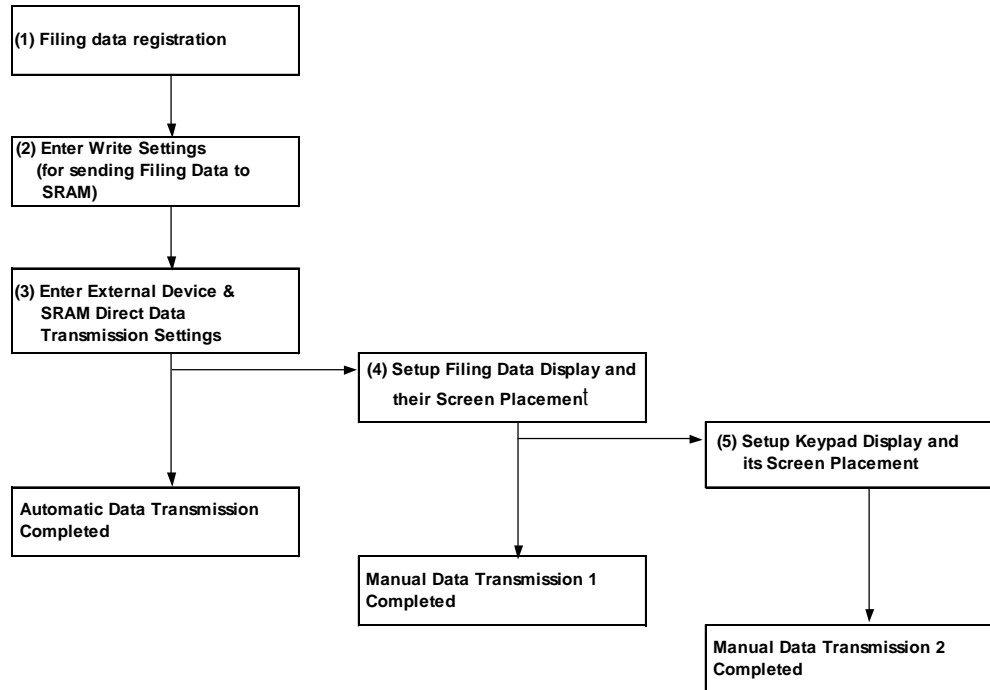 (1) Filing data registration
(2) Enter Write Settings
(for sending Filing Data to
SRAM)
(3) Enter External Device &
SRAM Direct Data
Transmission Settings
(4) Setup Filing Data Display and
their Screen Placement
(5) Setup Keypad Display and
its Screen Placement
Automatic Data Transmission
Completed
Manual Data Transmission 1
Completed
Manual Data Transmission 2
Completed